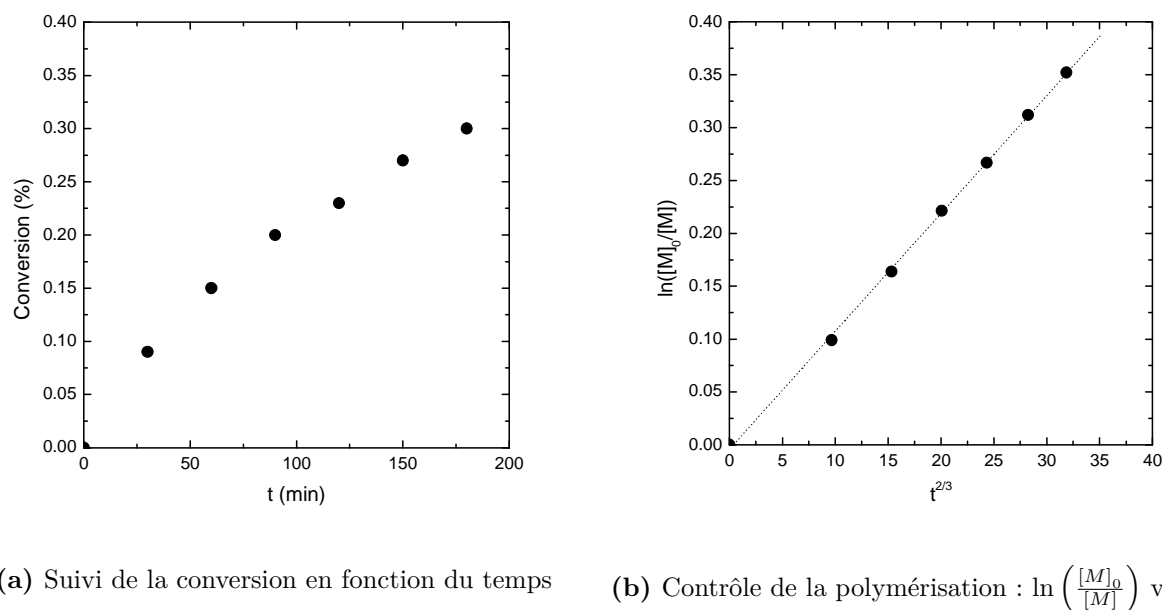 0.40
0.35
0.30
0.25
0.20
0.15
0.10
0.05
0.00
Conversion (%)
0 50 100 150 200
t (min)
0.40
0.35
0.30
0.25
0.20
0.15
0.10
0.05
0.00
ln([M]₀/[M])
0 5 10 15 20 25 30 35 40
t^{2/3}
(a) Suivi de la conversion en fonction du temps
(b) Contrôle de la polymérisation : ln ([M]₀/[M]) v